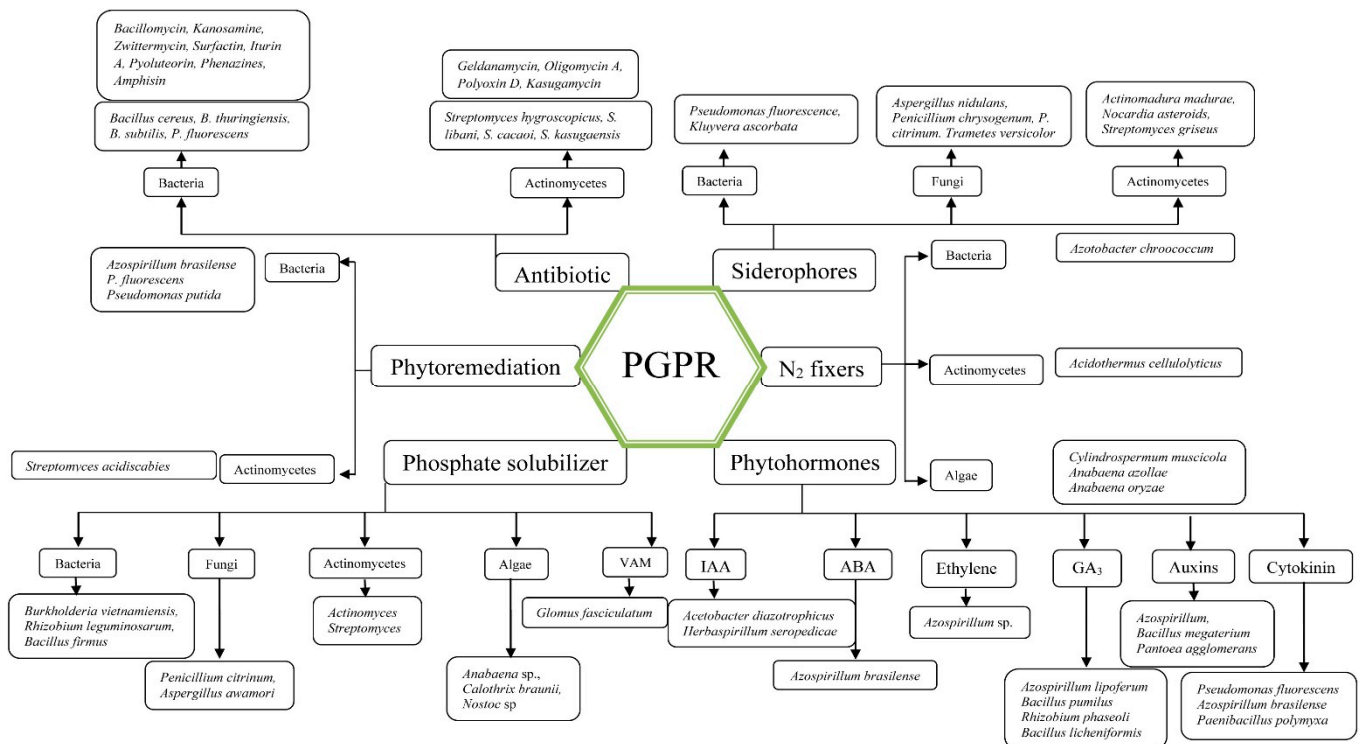 Bacillomycin, Kanosamine,
Zwittermycin, Surfactin, Iturin
A, Pyoluteorin, Phenazines,
Amphisin
Bacillus cereus, B. thuringiensis,
B. subtilis, P. fluorescens
Bacteria
Geldanamycin, Oligomycin A,
Polyoxin D, Kasugamycin
Streptomyces hygroscopicus, S.
libani, S. cacaoi, S. kasugaensis
Actinomycetes
Antibiotic
Pseudomonas fluorescence,
Kluyvera ascorbata
Bacteria
Aspergillus nidulans,
Penicillium chrysogenum, P.
citrinum. Trametes versicolor
Fungi
Actinomadura madurae,
Nocardia asteroids,
Streptomyces griseus
Actinomycetes
Siderophores
Azospirillum brasilense
P. fluorescens
Pseudomonas putida
Bacteria
Phytoremediation
Streptomyces acidiscabies
Actinomycetes
PGPR
N₂ fixers
Bacteria
Azotobacter chroococcum
Actinomycetes
Acidothermus cellulolyticus
Algae
Cylindrospermum muscicola
Anabaena azollae
Anabaena oryzae
Phosphate solubilizer
Bacteria
Burkholderia vietnamiensis,
Rhizobium leguminosarum,
Bacillus firmus
Fungi
Penicillium citrinum,
Aspergillus awamori
Actinomycetes
Actinomyces
Streptomyces
Algae
Anabaena sp.,
Calothrix braunii,
Nostoc sp
VAM
Glomus fasciculatum
Phytohormones
IAA
Acetobacter diazotrophicus
Herbaspirillum seropedicae
ABA
Azospirillum brasilense
Ethylene
Azospirillum sp.
GA₃
Azospirillum lipoferum
Bacillus pumilus
Rhizobium phaseoli
Bacillus licheniformis
Auxins
Azospirillum,
Bacillus megaterium
Pantoea agglomerans
Cytokinin
Pseudomonas fluorescens
Azospirillum brasilense
Paenibacillus polymyxa